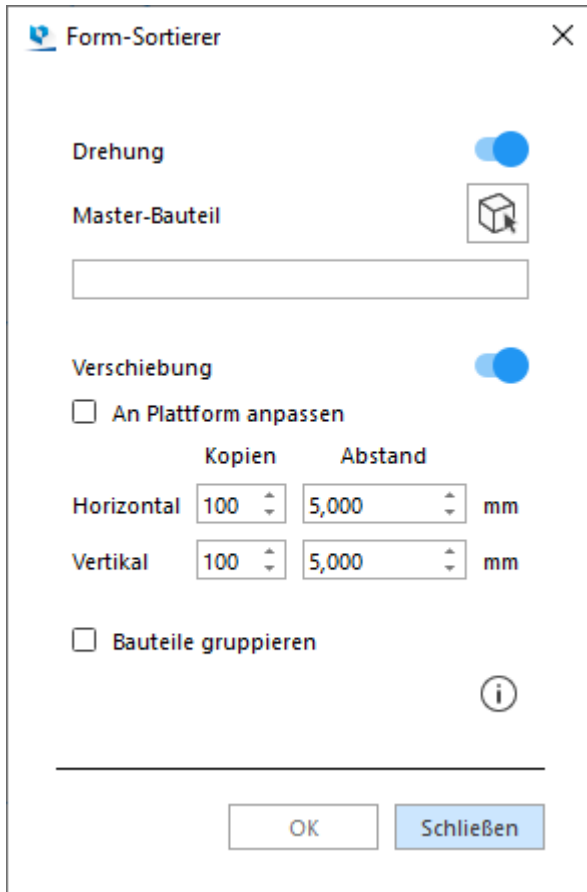 Form-Sortierer
Drehung
Master-Bauteil
Verschiebung
An Plattform anpassen
Kopien Abstand
Horizontal 100 5,000 mm
Vertikal 100 5,000 mm
Bauteile gruppieren
OK Schließen